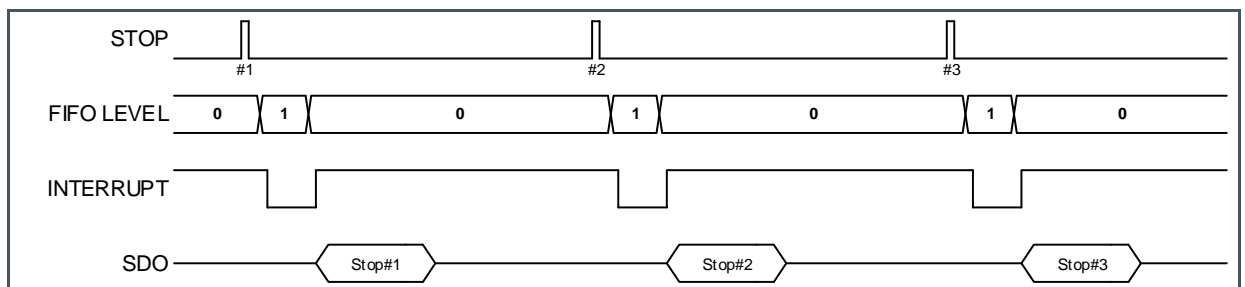 STOP
#1 #2 #3
FIFO LEVEL 0 1 0 1 0 1 0
INTERRUPT
SDO Stop#1 Stop#2 Stop#3